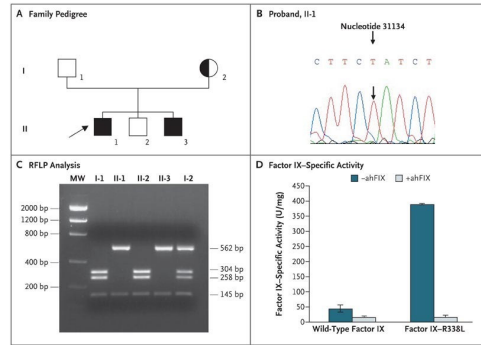 A Family Pedigree
I
1
2
II
1
2
3
B Proband, II-1
Nucleotide 31134
C T T C T A T C T
C RFLP Analysis
MW I-1 II-1 II-2 II-3 I-2
2000 bp
1200 bp
800 bp
400 bp
200 bp
562 bp
304 bp
258 bp
145 bp
D Factor IX–Specific Activity
−ahFIX +ahFIX
Factor IX–Specific Activity (U/mg)
450
400
350
300
250
200
150
100
50
0
Wild-Type Factor IX
Factor IX–R338L